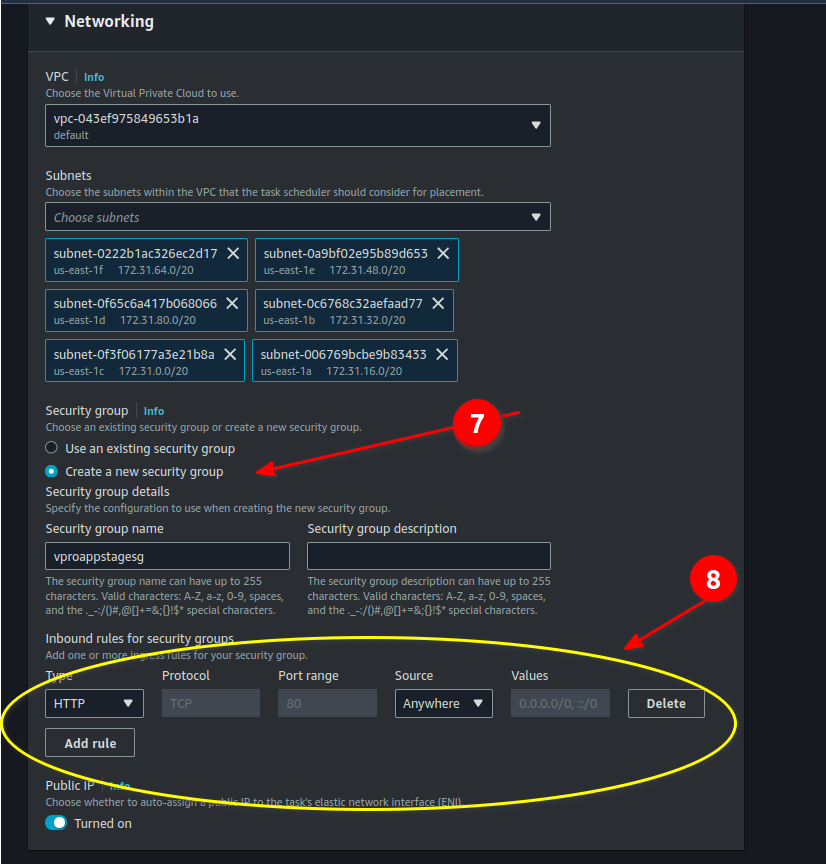 Networking
VPC Info
Choose the Virtual Private Cloud to use.
vpc-043ef975849653b1a
default
Subnets
Choose the subnets within the VPC that the task scheduler should consider for placement.
Choose subnets
subnet-0222b1ac326ec2d17 subnet-0a9bf02e95b89d653
us-east-1f 172.31.64.0/20 us-east-1e 172.31.48.0/20
subnet-0f65c6a417b068066 subnet-0c6768c32aefaad77
us-east-1d 172.31.80.0/20 us-east-1b 172.31.32.0/20
subnet-0f3f06177a3e21b8a subnet-006769bcbe9b83433
us-east-1c 172.31.0.0/20 us-east-1a 172.31.16.0/20
Security group Info
Choose an existing security group or create a new security group.
7
Use an existing security group
Create a new security group
Security group details
Specify the configuration to use when creating the new security group.
Security group name Security group description
vproappstagesg
The security group name can have up to 255 The security group description can have up to 255
characters. Valid characters: A-Z, a-z, 0-9, spaces, characters. Valid characters: A-Z, a-z, 0-9, spaces,
and the ._-:/()#,@[]+=&;{}!$* special characters. and the ._-:/()#,@[]+=&;{}!$* special characters.
8
Inbound rules for security groups
Add one or more ingress rules for your security group.
Type Protocol Port range Source Values
HTTP TCP 80 Anywhere 0.0.0.0/0, ::/0 Delete
Add rule
Public IP Info
Choose whether to auto-assign a public IP to the task's elastic network interface (ENI).
Turned on